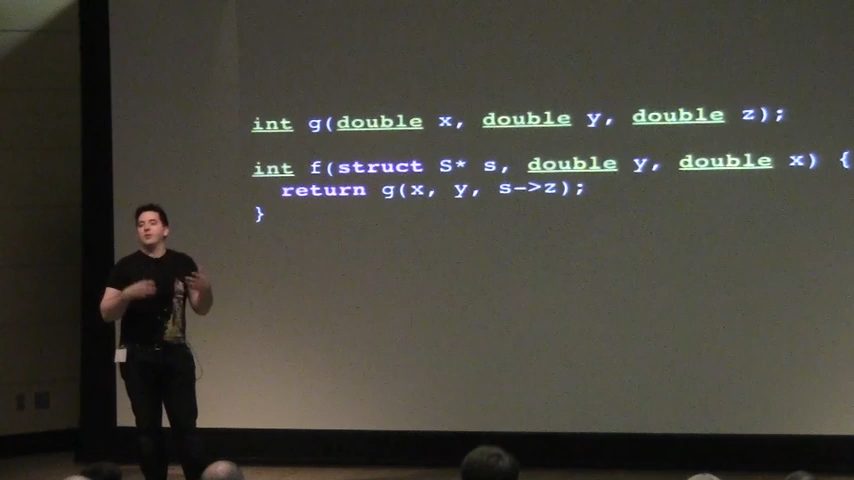 int g(double x, double y, double z);
int f(struct S* s, double y, double x) {
return g(x, y, s->z);
}